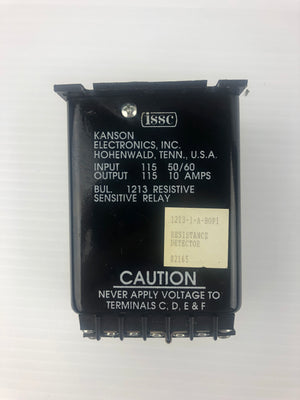 issc
KANSON
ELECTRONICS, INC.
HOHENWALD, TENN., U.S.A.
INPUT 115 50/60
OUTPUT 115 10 AMPS
BUL. 1213 RESISTIVE
SENSITIVE RELAY
1213-1-A-BOP1
RESISTANCE
DETECTOR
02165
CAUTION
NEVER APPLY VOLTAGE TO
TERMINALS C, D, E & F